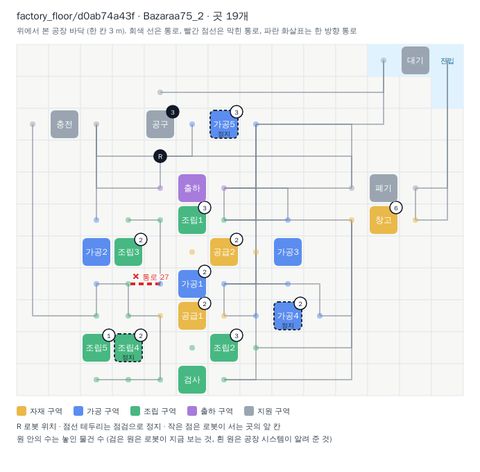 factory_floor/d0ab74a43f · Bazaraa75_2 · 곳 19개
위에서 본 공장 바닥 (한 칸 3 m). 회색 선은 통로, 빨간 점선은 막힌 통로, 파란 화살표는 한 방향 통로
대기
진입
충전
공구
3
가공5
3
정지
R
출하
폐기
조립1
3
창고
6
가공2
조립3
2
공급2
2
가공3
✖ 통로 27
가공1
2
공급1
2
가공4
2
정지
조립5
1
조립4
2
정지
조립2
3
검사
자재 구역
가공 구역
조립 구역
출하 구역
지원 구역
R 로봇 위치 · 점선 테두리는 점검으로 정지 · 작은 점은 로봇이 서는 곳의 앞 칸
원 안의 수는 놓인 물건 수 (검은 원은 로봇이 지금 보는 것, 흰 원은 공장 시스템이 알려 준 것)